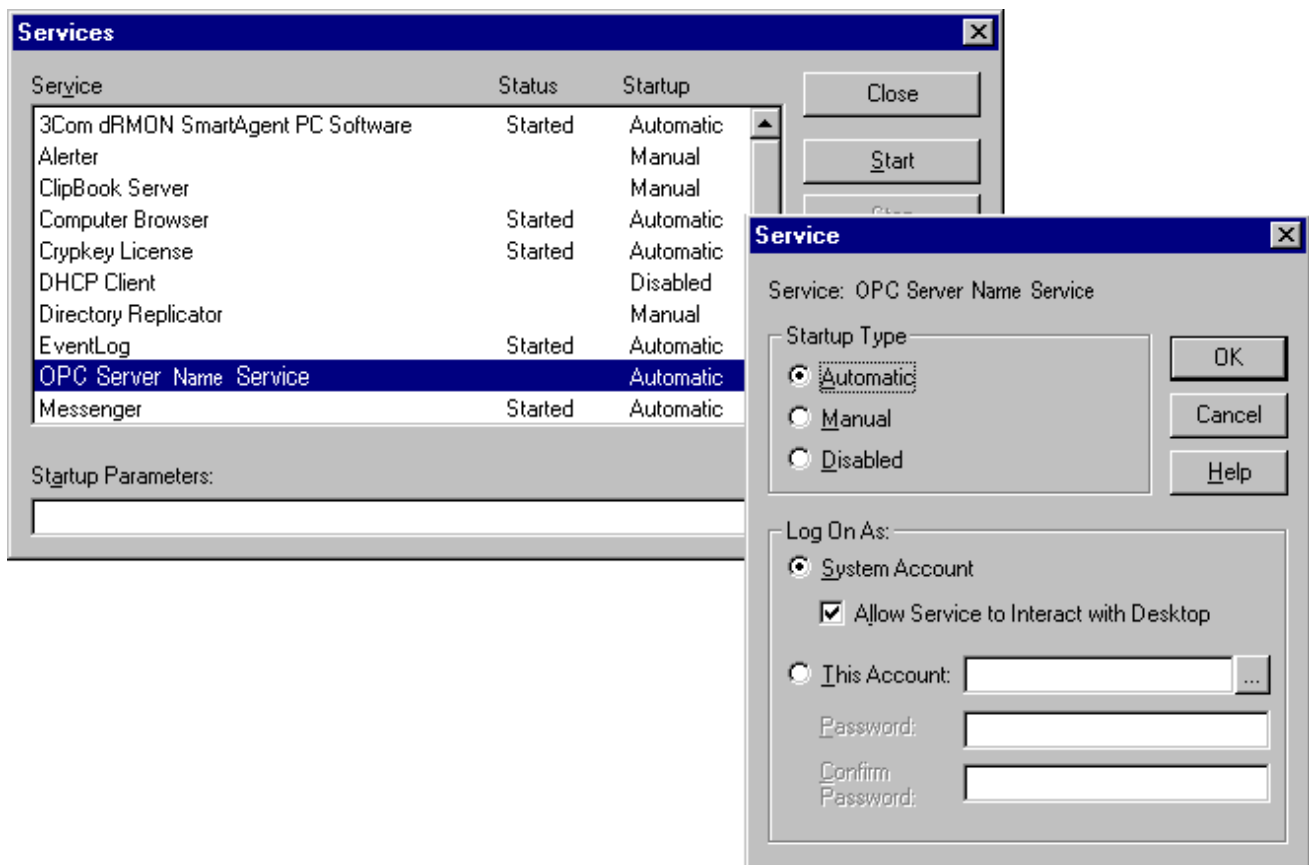 Services
Service Status Startup
3Com dRMON SmartAgent PC Software Started Automatic
Alerter Manual
ClipBook Server Manual
Computer Browser Started Automatic
Crypkey License Started Automatic
DHCP Client Disabled
Directory Replicator Manual
EventLog Started Automatic
OPC Server Name Service Automatic
Messenger Started Automatic
Startup Parameters:
Close
Start
Service
Service: OPC Server Name Service
Startup Type
Automatic
Manual
Disabled
OK
Cancel
Help
Log On As:
System Account
Allow Service to Interact with Desktop
This Account:
...
Password:
Confirm
Password: